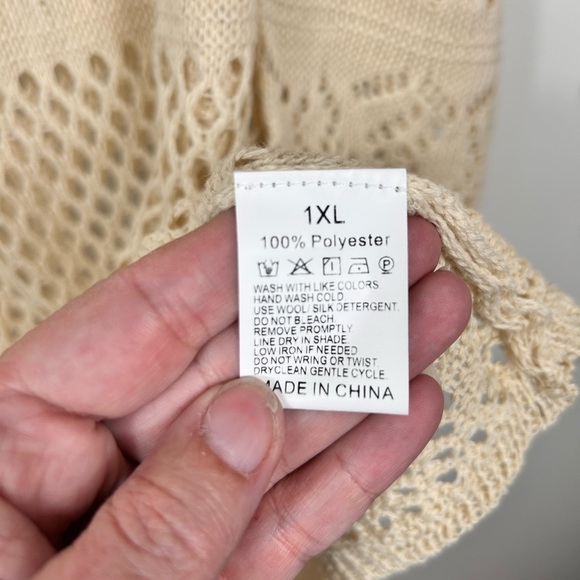 1XL
100% Polyester
P
WASH WITH LIKE COLORS.
HAND WASH COLD
USE WOOL/ SILK DETERGENT.
DO NOT BLEACH.
REMOVE PROMPTLY
LINE DRY IN SHADE.
LOW IRON IF NEEDED
DO NOT WRING OR TWIST
DRYCLEAN GENTLE CYCLE.
MADE IN CHINA